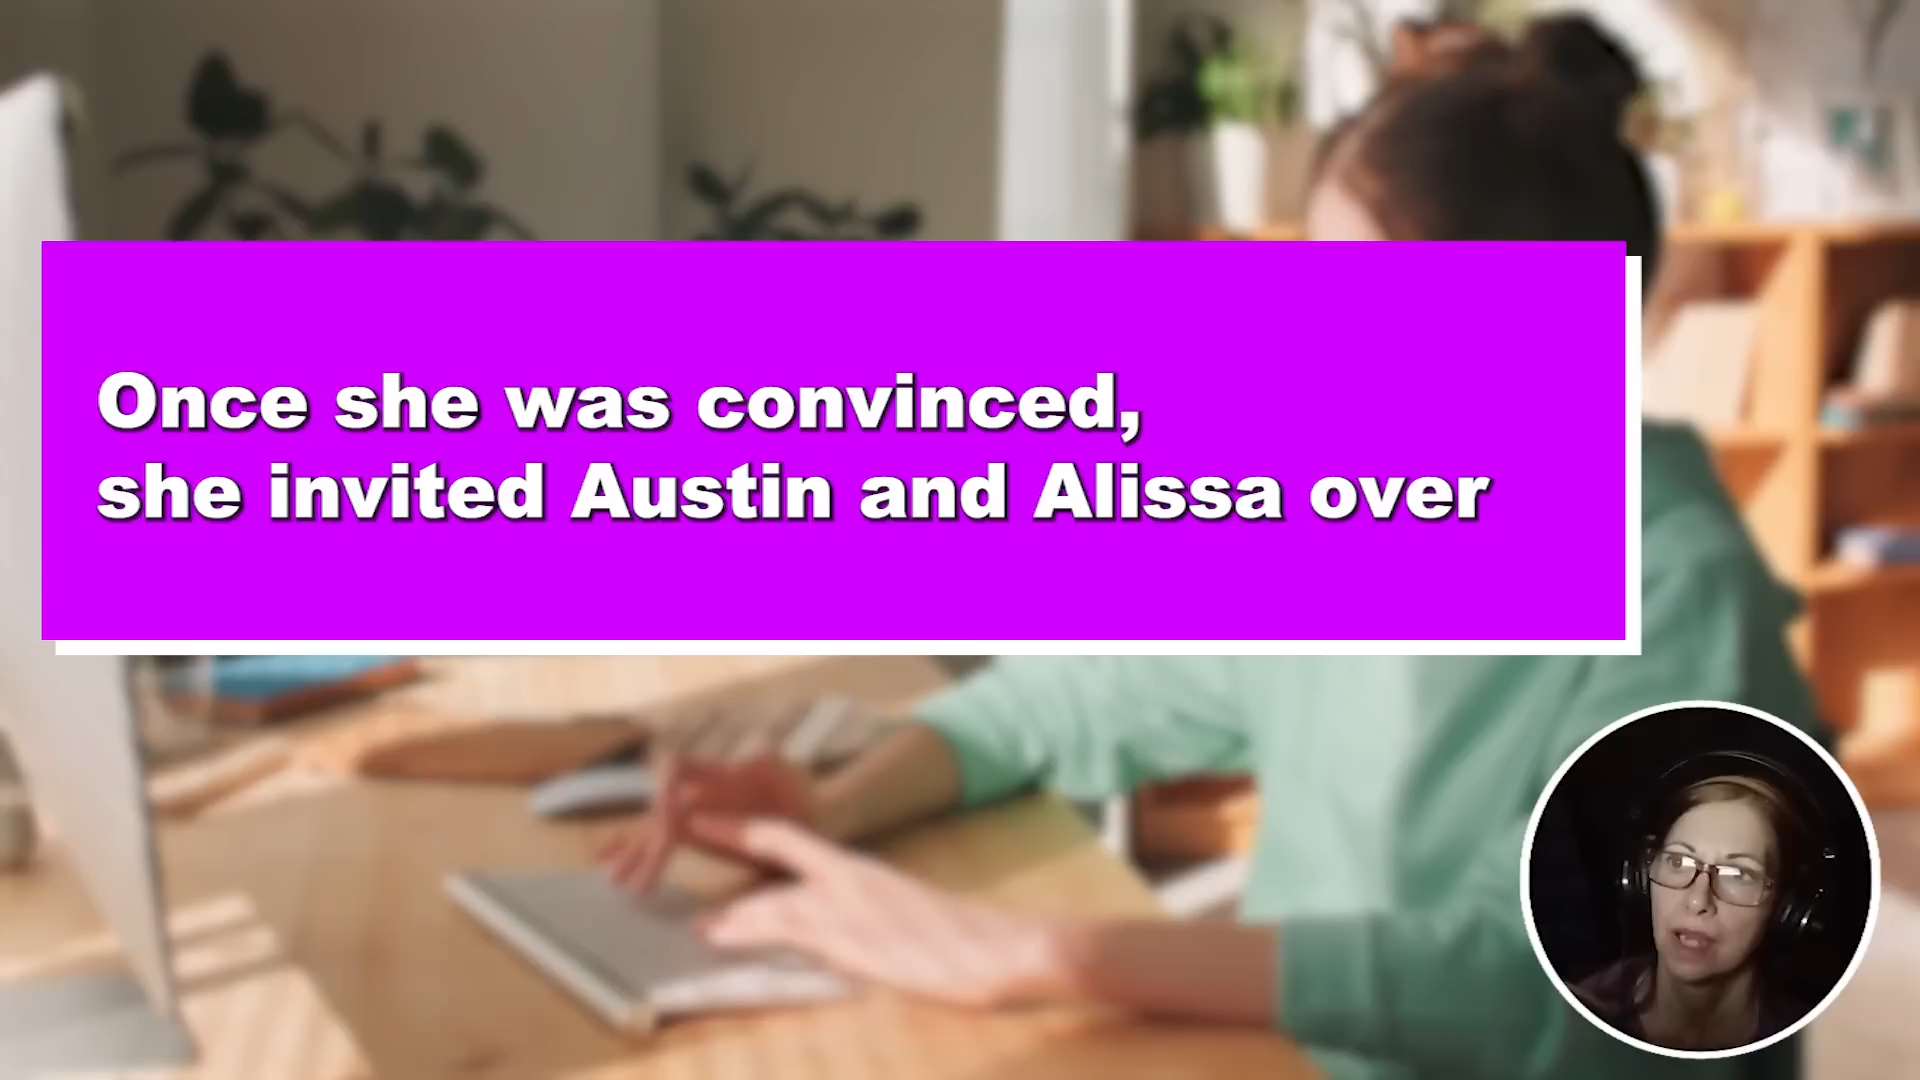 Once she was convinced,
she invited Austin and Alissa over